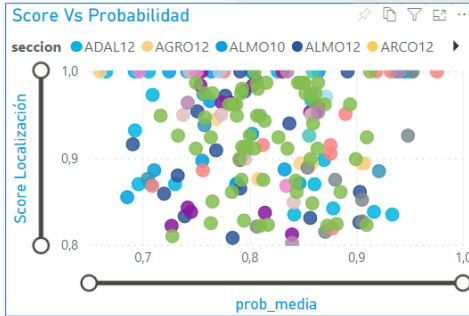 Score Vs Probabilidad
seccion ADAL12 AGRO12 ALMO10 ALMO12 ARCO12
Score Localización
1,0
0,9
0,8
0,7 0,8 0,9 1,0
prob_media